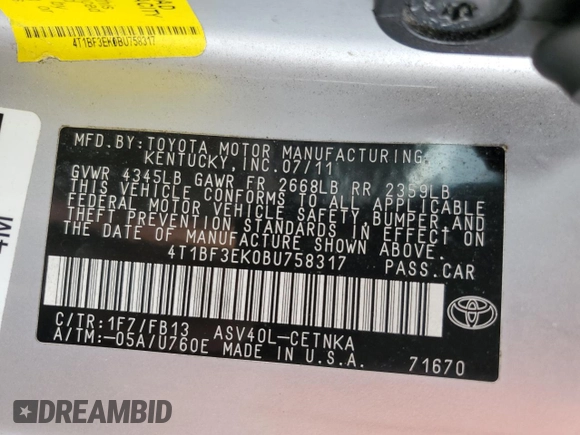 4T1BF3EK0BU758317
MFD. BY: TOYOTA MOTOR MANUFACTURING,
KENTUCKY, INC. 07/11
GVWR 4345LB GAWR FR 2668LB RR 2359LB
THIS VEHICLE CONFORMS TO ALL APPLICABLE
FEDERAL MOTOR VEHICLE SAFETY, BUMPER, AND
THEFT PREVENTION STANDARDS IN EFFECT ON
THE DATE OF MANUFACTURE SHOWN ABOVE.
4T1BF3EK0BU758317 PASS.CAR
C/TR:1F7/FB13 ASV40L-CETNKA
A/TM:-05A/U760E MADE IN U.S.A.
71670
TOYOTA
4M
DREAMBID